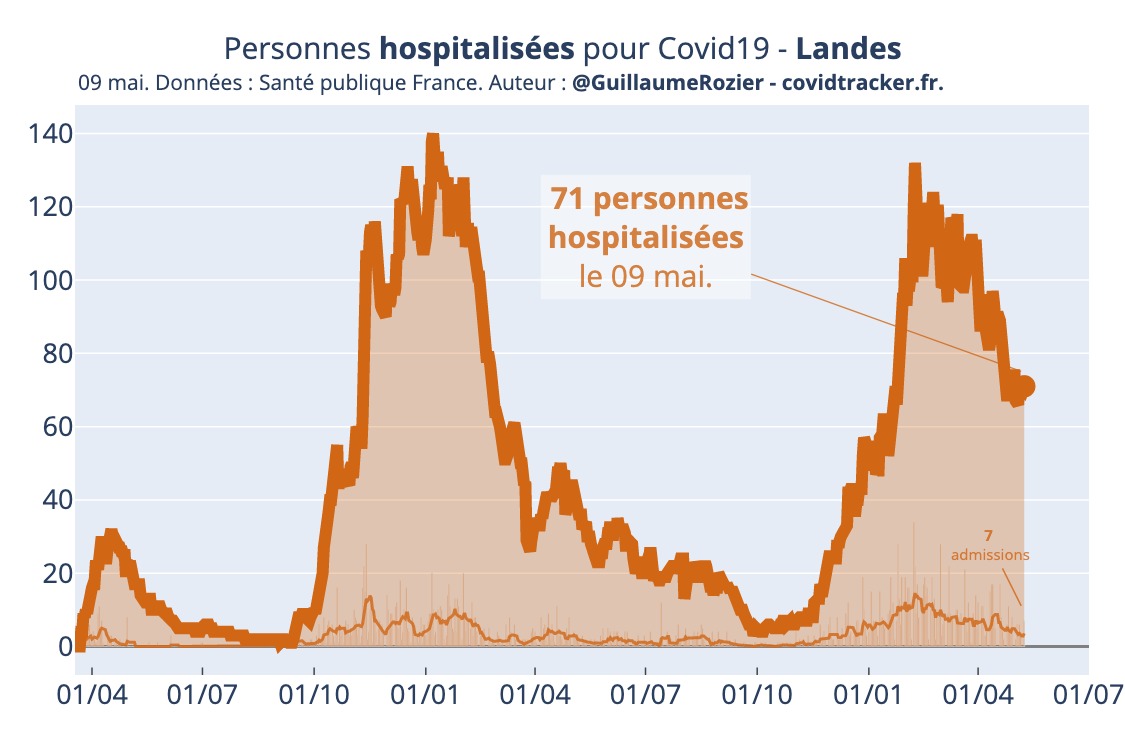 Personnes hospitalisées pour Covid19 - Landes
09 mai. Données : Santé publique France. Auteur : @GuillaumeRozier - covidtracker.fr.
140
120
100
80
60
40
20
0
71 personnes
hospitalisées
le 09 mai.
7
admissions
01/04 01/07 01/10 01/01 01/04 01/07 01/10 01/01 01/04 01/07